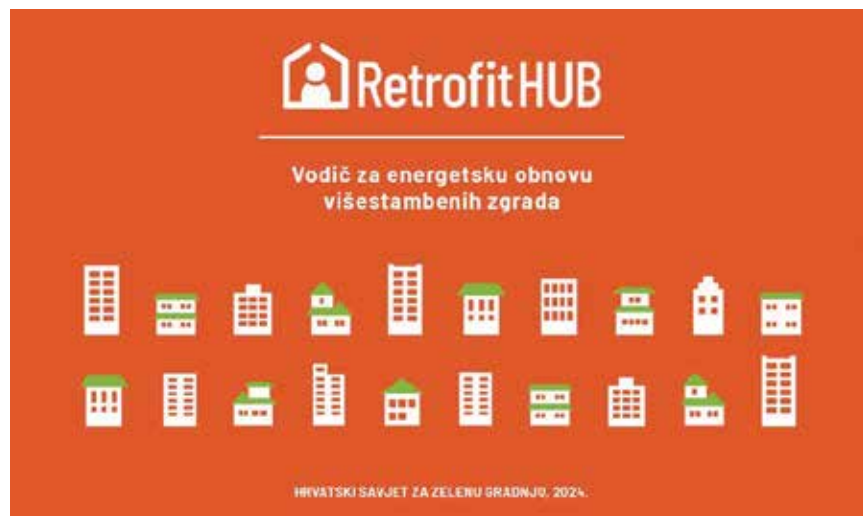 RetrofitHUB
Vodič za energetsku obnovu
višestambenih zgrada
HRVATSKI SAVJET ZA ZELENU GRADNJU, 2024.